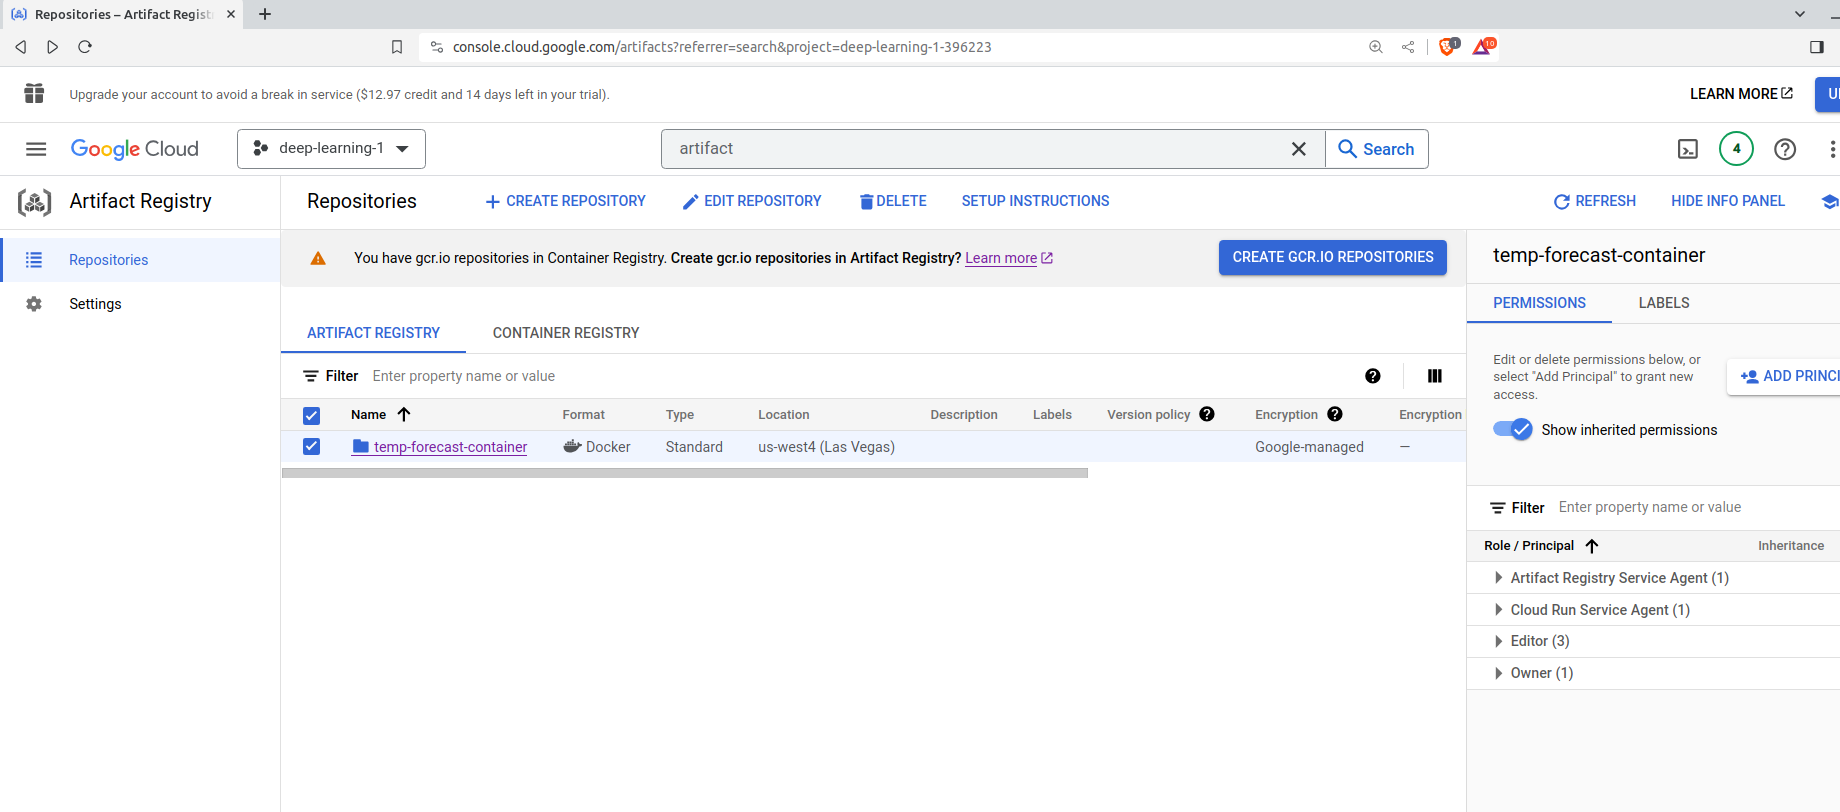 Repositories – Artifact Regist
console.cloud.google.com/artifacts?referrer=search&project=deep-learning-1-396223
1
10
Upgrade your account to avoid a break in service ($12.97 credit and 14 days left in your trial).
LEARN MORE
Google Cloud
deep-learning-1
artifact
Search
4
Artifact Registry
Repositories
CREATE REPOSITORY
EDIT REPOSITORY
DELETE
SETUP INSTRUCTIONS
REFRESH
HIDE INFO PANEL
Repositories
Settings
You have gcr.io repositories in Container Registry. Create gcr.io repositories in Artifact Registry? Learn more
CREATE GCR.IO REPOSITORIES
ARTIFACT REGISTRY
CONTAINER REGISTRY
Filter Enter property name or value
Name Format Type Location Description Labels Version policy Encryption Encryption
temp-forecast-container Docker Standard us-west4 (Las Vegas) Google-managed —
temp-forecast-container
PERMISSIONS
LABELS
Edit or delete permissions below, or
select "Add Principal" to grant new
access.
ADD PRINCI
Show inherited permissions
Filter Enter property name or value
Role / Principal Inheritance
Artifact Registry Service Agent (1)
Cloud Run Service Agent (1)
Editor (3)
Owner (1)